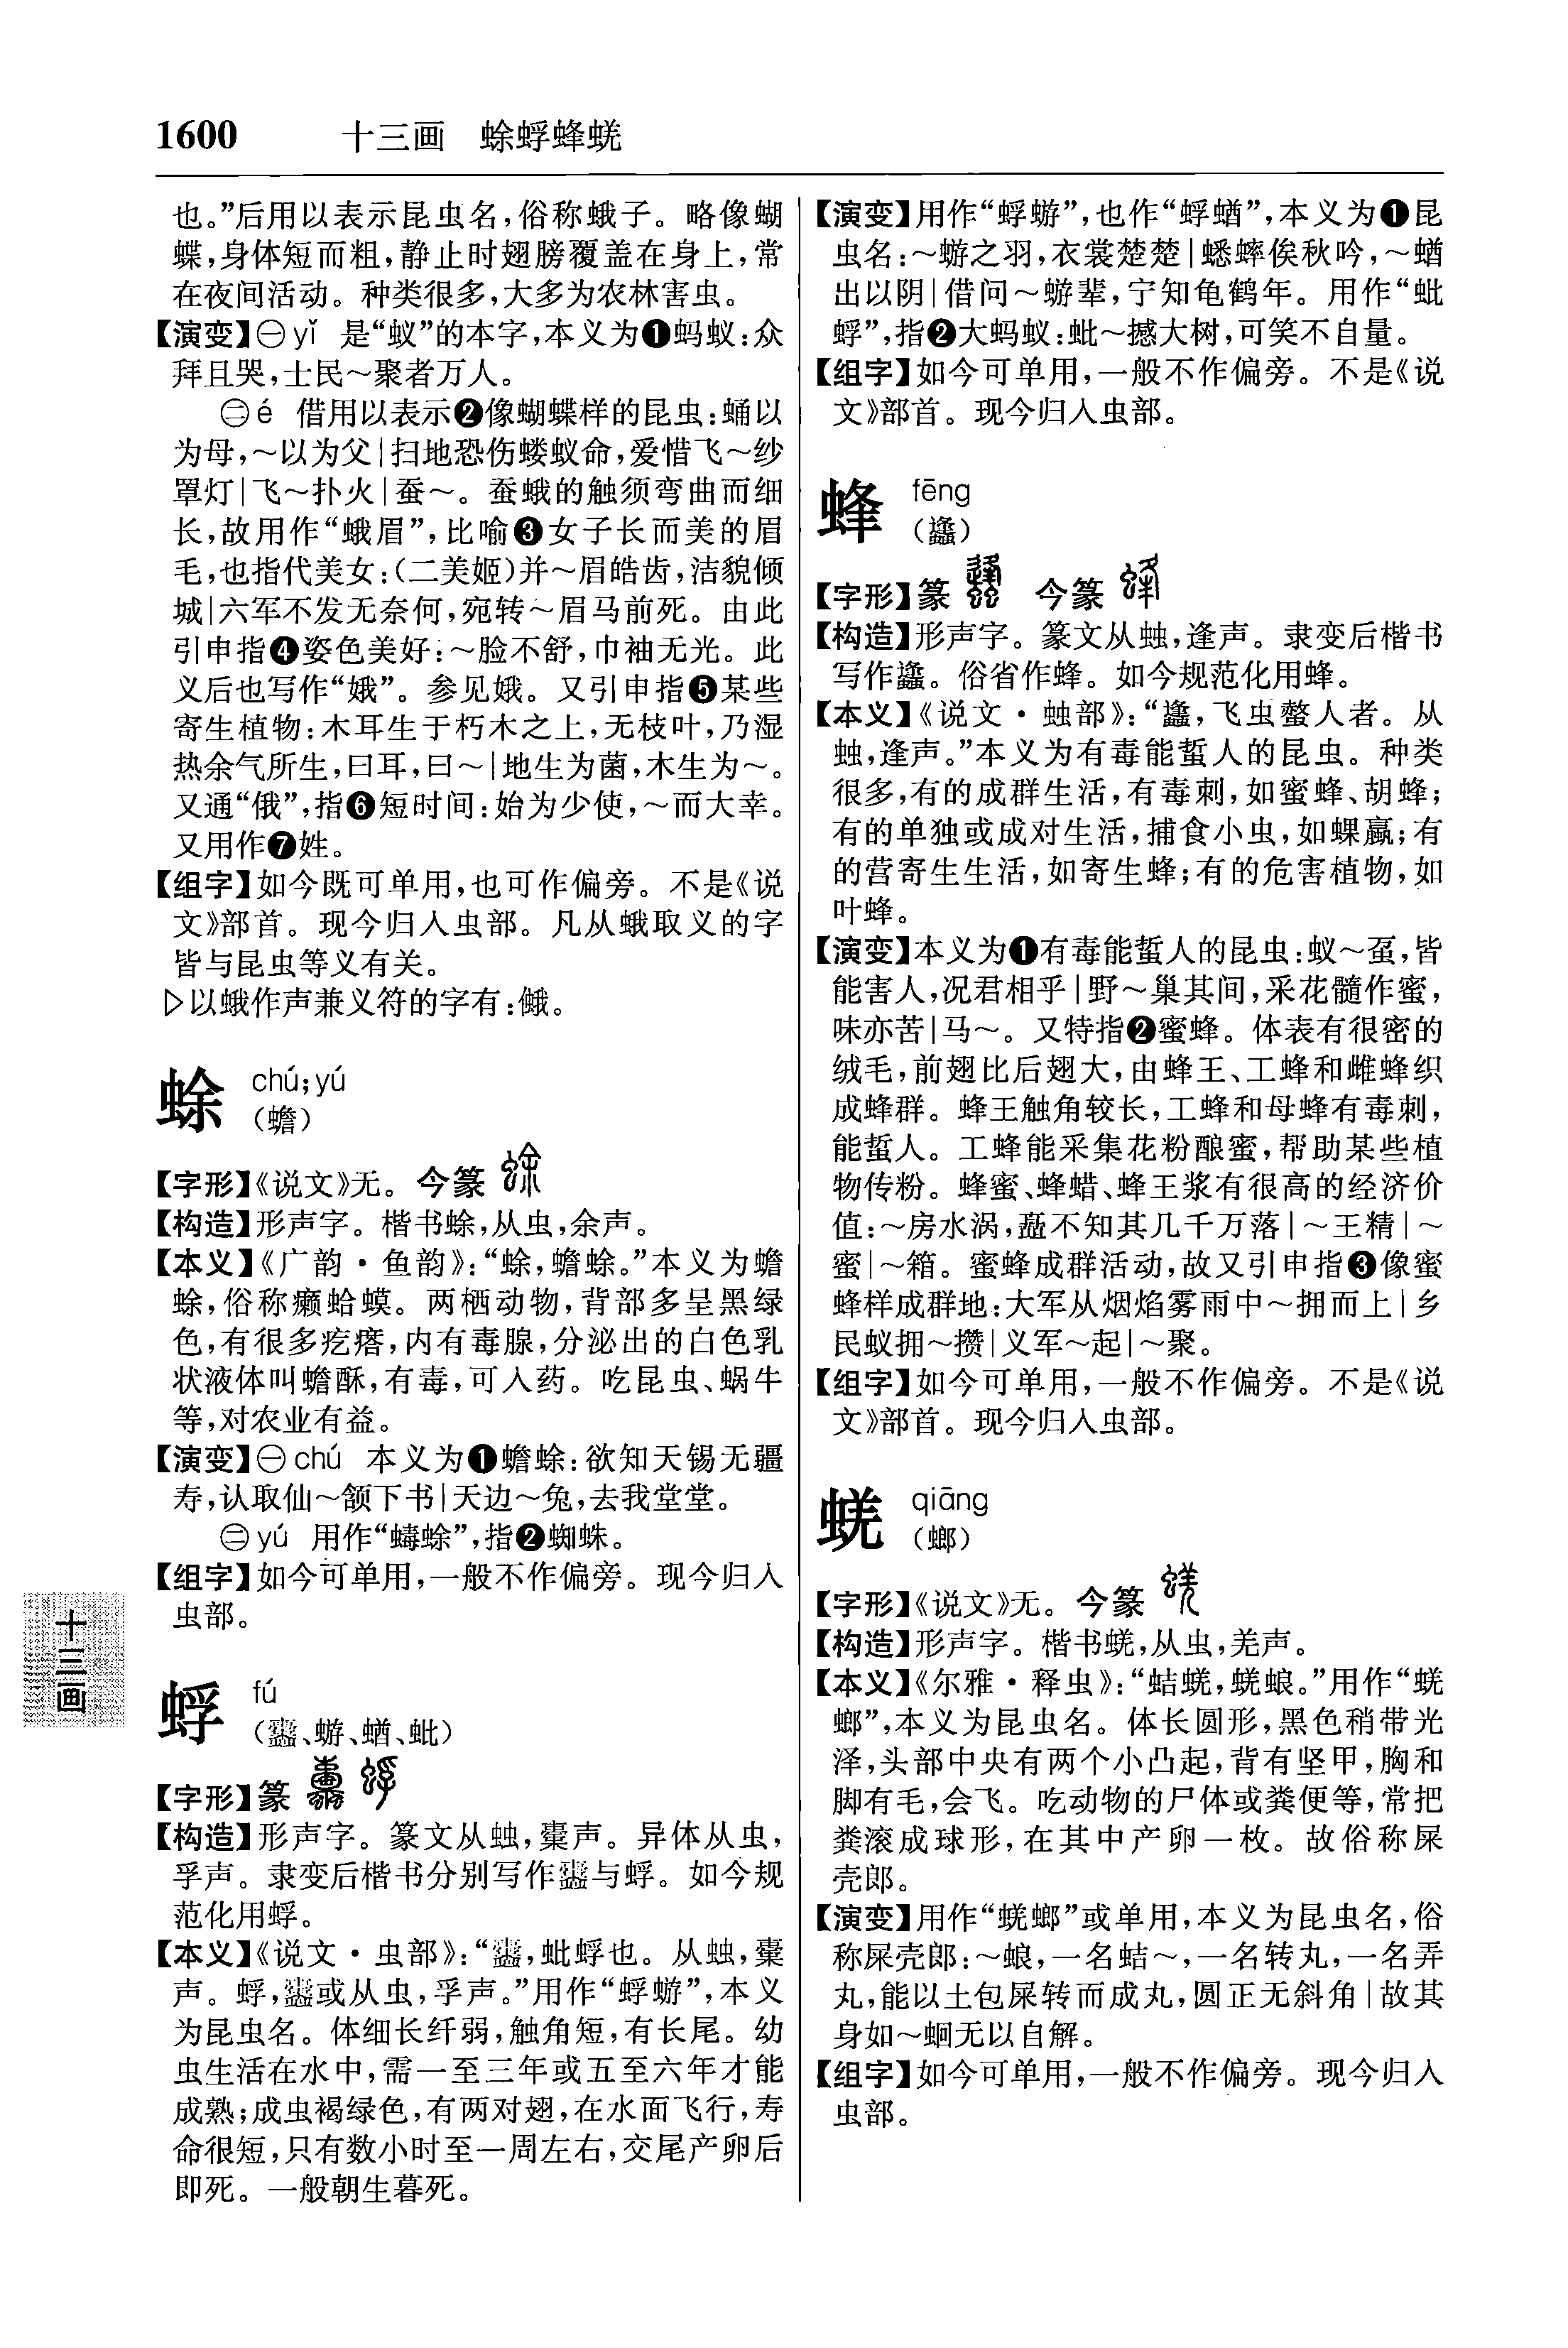 1600 十三画 蜍蜉蜂蜣
也。”后用以表示昆虫名,俗称蛾子。略像蝴
蝶,身体短而粗,静止时翅膀覆盖在身上,常
在夜间活动。种类很多,大多为农林害虫。
【演变】㊀yǐ 是“蚁”的本字,本义为❶蚂蚁:众
拜且哭,士民~聚者万人。
㊁é 借用以表示❷像蝴蝶样的昆虫:蛹以
为母,~以为父|扫地恐伤蝼蚁命,爱惜飞~纱
罩灯|飞~扑火|蚕~。蚕蛾的触须弯曲而细
长,故用作“蛾眉”,比喻❸女子长而美的眉
毛,也指代美女:(二美姬)并~眉皓齿,洁貌倾
城|六军不发无奈何,宛转~眉马前死。由此
引申指❹姿色美好:~脸不舒,巾袖无光。此
义后也写作“娥”。参见娥。又引申指❺某些
寄生植物:木耳生于朽木之上,无枝叶,乃湿
热余气所生,曰耳,曰~|地生为菌,木生为~。
又通“俄”,指❻短时间:始为少使,~而大幸。
又用作❼姓。
【组字】如今既可单用,也可作偏旁。不是《说
文》部首。现今归入虫部。凡从蛾取义的字
皆与昆虫等义有关。
▷以蛾作声兼义符的字有:。
蜍 chú;yú
(蟾)
【字形】《说文》无。今篆
【构造】形声字。楷书蜍,从虫,余声。
【本义】《广韵·鱼韵》:“蜍,蟾蜍。”本义为蟾
蜍,俗称癞蛤蟆。两栖动物,背部多呈黑绿
色,有很多疙瘩,内有毒腺,分泌出的白色乳
状液体叫蟾酥,有毒,可入药。吃昆虫、蜗牛
等,对农业有益。
【演变】㊀chú 本义为❶蟾蜍:欲知天锡无疆
寿,认取仙~颔下书|天边~兔,去我堂堂。
㊁yú 用作“蝳蜍”,指❷蜘蛛。
【组字】如今可单用,一般不作偏旁。现今归入
虫部。
蜉 fú
(、蝣、蝤、蚍)
【字形】篆
【构造】形声字。篆文从䖵,橐声。异体从虫,
孚声。隶变后楷书分别写作与蜉。如今规
范化用蜉。
【本义】《说文·虫部》:“,蚍蜉也。从䖵,橐
声。蜉,或从虫,孚声。”用作“蜉蝣”,本义
为昆虫名。体细长纤弱,触角短,有长尾。幼
虫生活在水中,需一至三年或五至六年才能
成熟;成虫褐绿色,有两对翅,在水面飞行,寿
命很短,只有数小时至一周左右,交尾产卵后
即死。一般朝生暮死。
【演变】用作“蜉蝣”,也作“蜉蝤”,本义为❶昆
虫名:~蝣之羽,衣裳楚楚|蟋蟀俟秋吟,~蝤
出以阴|借问~蝣辈,宁知龟鹤年。用作“蚍
蜉”,指❷大蚂蚁:蚍~撼大树,可笑不自量。
【组字】如今可单用,一般不作偏旁。不是《说
文》部首。现今归入虫部。
蜂 fēng
(蠭)
【字形】篆 今篆
【构造】形声字。篆文从䖵,逢声。隶变后楷书
写作蠭。俗省作蜂。如今规范化用蜂。
【本义】《说文·䖵部》:“蠭,飞虫螫人者。从
䖵,逢声。”本义为有毒能蜇人的昆虫。种类
很多,有的成群生活,有毒刺,如蜜蜂、胡蜂;
有的单独或成对生活,捕食小虫,如蜾蠃;有
的营寄生生活,如寄生蜂;有的危害植物,如
叶蜂。
【演变】本义为❶有毒能蜇人的昆虫:蚁~虿,皆
能害人,况君相乎|野~巢其间,采花髓作蜜,
味亦苦|马~。又特指❷蜜蜂。体表有很密的
绒毛,前翅比后翅大,由蜂王、工蜂和雌蜂织
成蜂群。蜂王触角较长,工蜂和母蜂有毒刺,
能蜇人。工蜂能采集花粉酿蜜,帮助某些植
物传粉。蜂蜜、蜂蜡、蜂王浆有很高的经济价
值:~房水涡,矗不知其几千万落|~王精|~
蜜|~箱。蜜蜂成群活动,故又引申指❸像蜜
蜂样成群地:大军从烟焰雾雨中~拥而上|乡
民蚁拥~攒|义军~起|~聚。
【组字】如今可单用,一般不作偏旁。不是《说
文》部首。现今归入虫部。
蜣 qiāng
(螂)
【字形】《说文》无。今篆
【构造】形声字。楷书蜣,从虫,羌声。
【本义】《尔雅·释虫》:“蛣蜣,蜣蜋。”用作“蜣
螂”,本义为昆虫名。体长圆形,黑色稍带光
泽,头部中央有两个小凸起,背有坚甲,胸和
脚有毛,会飞。吃动物的尸体或粪便等,常把
粪滚成球形,在其中产卵一枚。故俗称屎
壳郎。
【演变】用作“蜣螂”或单用,本义为昆虫名,俗
称屎壳郎:~蜋,一名蛣~,一名转丸,一名弄
丸,能以土包屎转而成丸,圆正无斜角|故其
身如~蛔无以自解。
【组字】如今可单用,一般不作偏旁。现今归入
虫部。
十三画